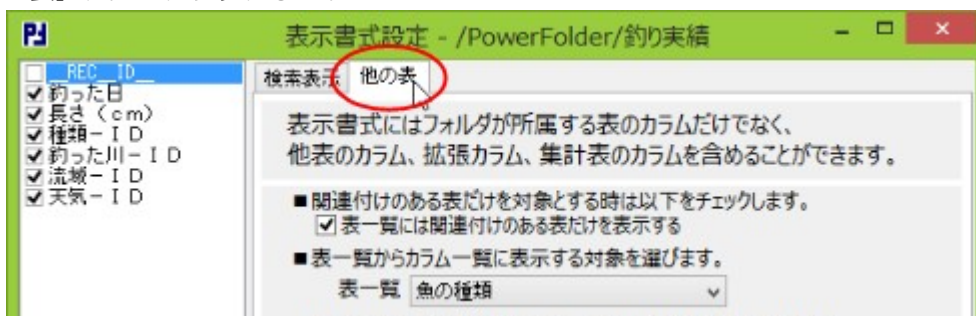 表示書式設定 - /PowerFolder/釣り実績
__REC_ID__
釣った日
長さ（cm）
種類－ＩＤ
釣った川－ＩＤ
流域－ＩＤ
天気－ＩＤ
検索表示 他の表
表示書式にはフォルダが所属する表のカラムだけでなく、
他表のカラム、拡張カラム、集計表のカラムを含めることができます。
■関連付けのある表だけを対象とする時は以下をチェックします。
表一覧には関連付けのある表だけを表示する
■表一覧からカラム一覧に表示する対象を選びます。
表一覧 魚の種類